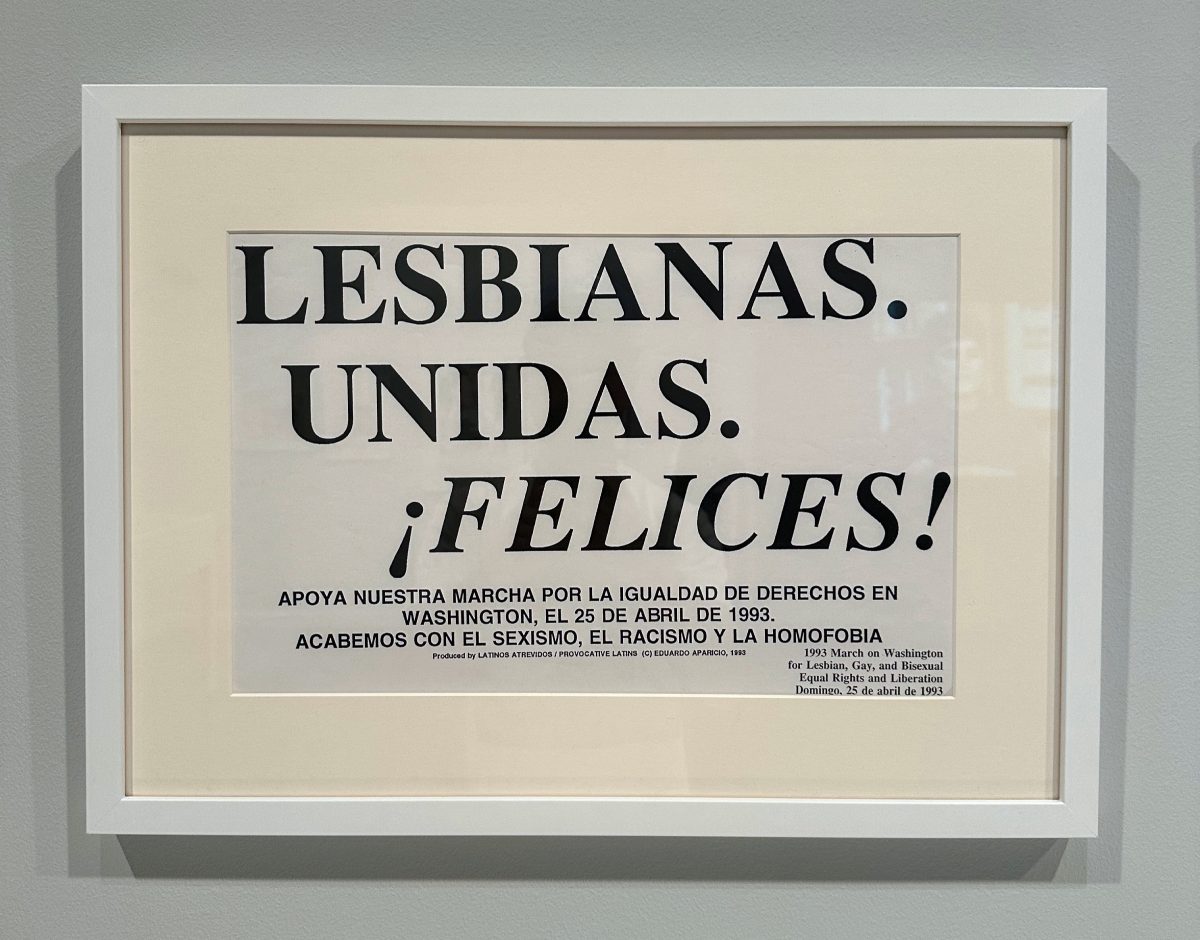 LESBIANAS.
UNIDAS.
¡FELICES!
APOYA NUESTRA MARCHA POR LA IGUALDAD DE DERECHOS EN
WASHINGTON, EL 25 DE ABRIL DE 1993.
ACABEMOS CON EL SEXISMO, EL RACISMO Y LA HOMOFOBIA
Produced by LATINOS ATREVIDOS / PROVOCATIVE LATINS (C) EDUARDO APARICIO, 1993
1993 March on Washington
for Lesbian, Gay, and Bisexual
Equal Rights and Liberation
Domingo, 25 de abril de 1993